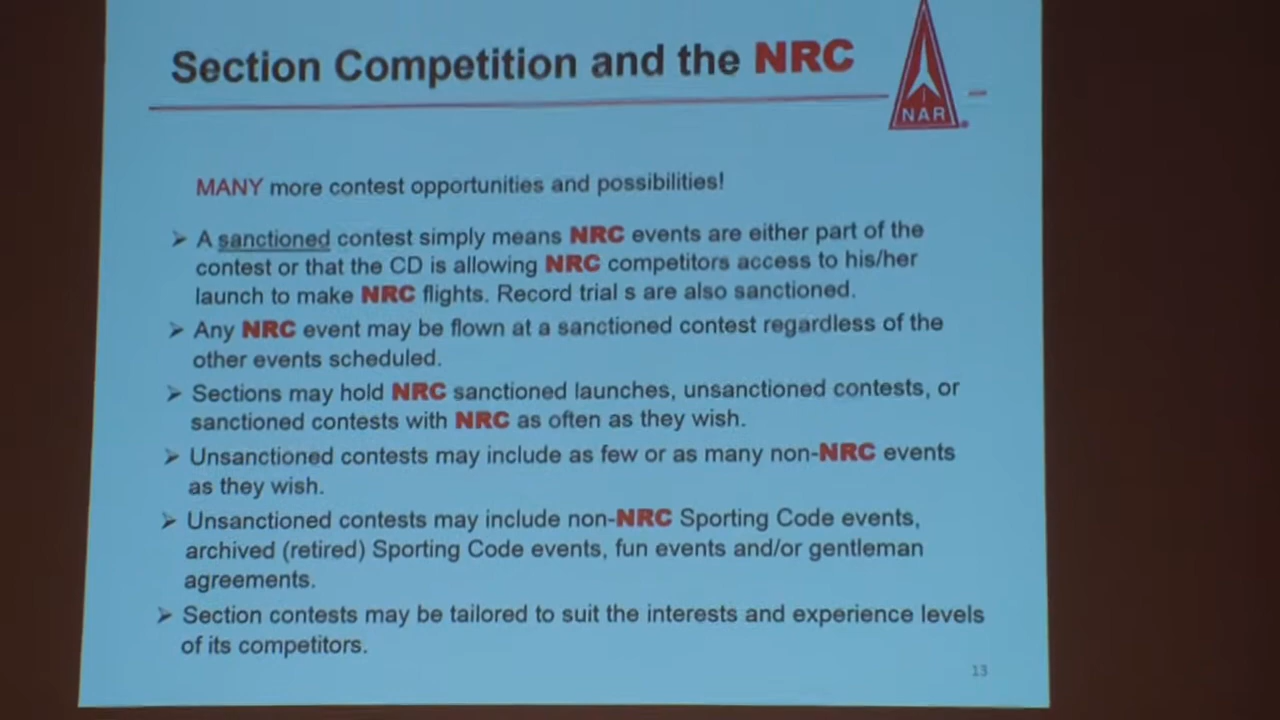 Section Competition and the NRC
NAR
MANY more contest opportunities and possibilities!
➤ A sanctioned contest simply means NRC events are either part of the
contest or that the CD is allowing NRC competitors access to his/her
launch to make NRC flights. Record trial s are also sanctioned.
➤ Any NRC event may be flown at a sanctioned contest regardless of the
other events scheduled.
➤ Sections may hold NRC sanctioned launches, unsanctioned contests, or
sanctioned contests with NRC as often as they wish.
➤ Unsanctioned contests may include as few or as many non-NRC events
as they wish.
➤ Unsanctioned contests may include non-NRC Sporting Code events,
archived (retired) Sporting Code events, fun events and/or gentleman
agreements.
➤ Section contests may be tailored to suit the interests and experience levels
of its competitors.
13